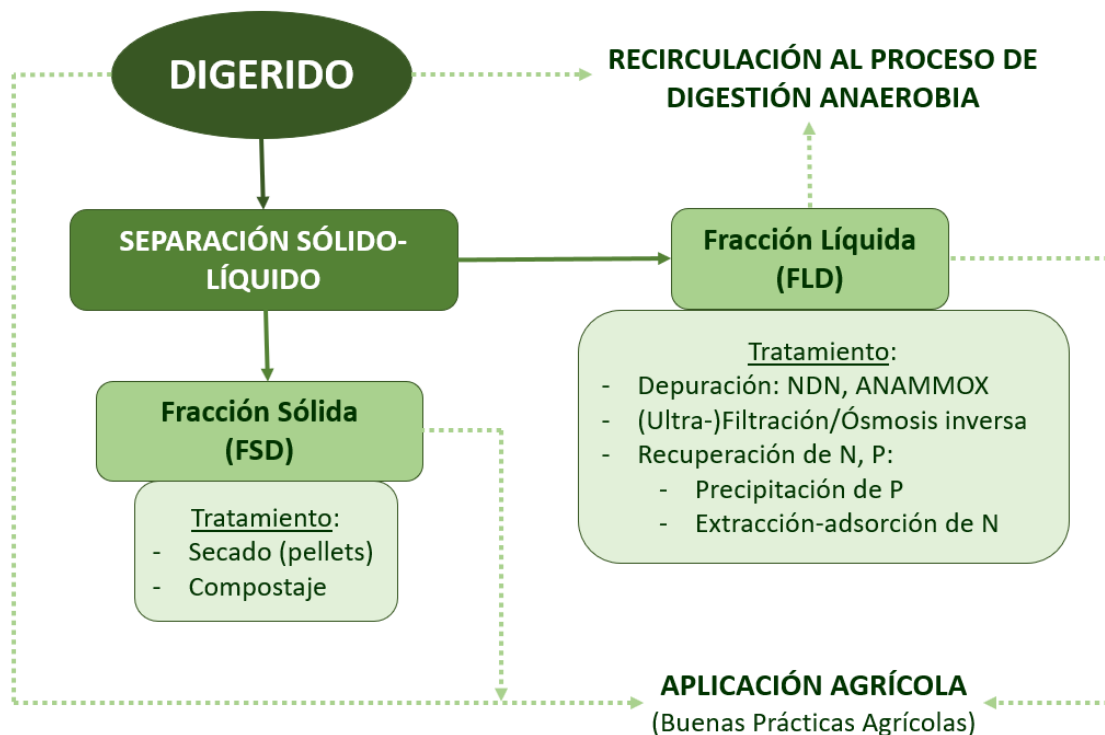 DIGERIDO
RECIRCULACIÓN AL PROCESO DE
DIGESTIÓN ANAEROBIA
SEPARACIÓN SÓLIDO-
LÍQUIDO
Fracción Líquida
(FLD)
Tratamiento:
- Depuración: NDN, ANAMMOX
- (Ultra-)Filtración/Ósmosis inversa
- Recuperación de N, P:
- Precipitación de P
- Extracción-adsorción de N
Fracción Sólida
(FSD)
Tratamiento:
- Secado (pellets)
- Compostaje
APLICACIÓN AGRÍCOLA
(Buenas Prácticas Agrícolas)